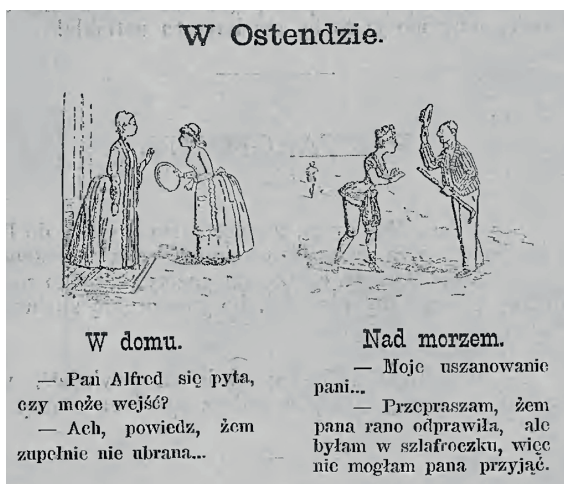 W Ostendzie.
W domu.
— Pan Alfred się pyta,
czy może wejść?
— Ach, powiedz, żem
zupełnie nie ubrana...
Nad morzem.
— Moje uszanowanie
pani...
— Przepraszam, żem
pana rano odprawiła, ale
byłam w szlafroczku, więc
nie mogłam pana przyjąć.